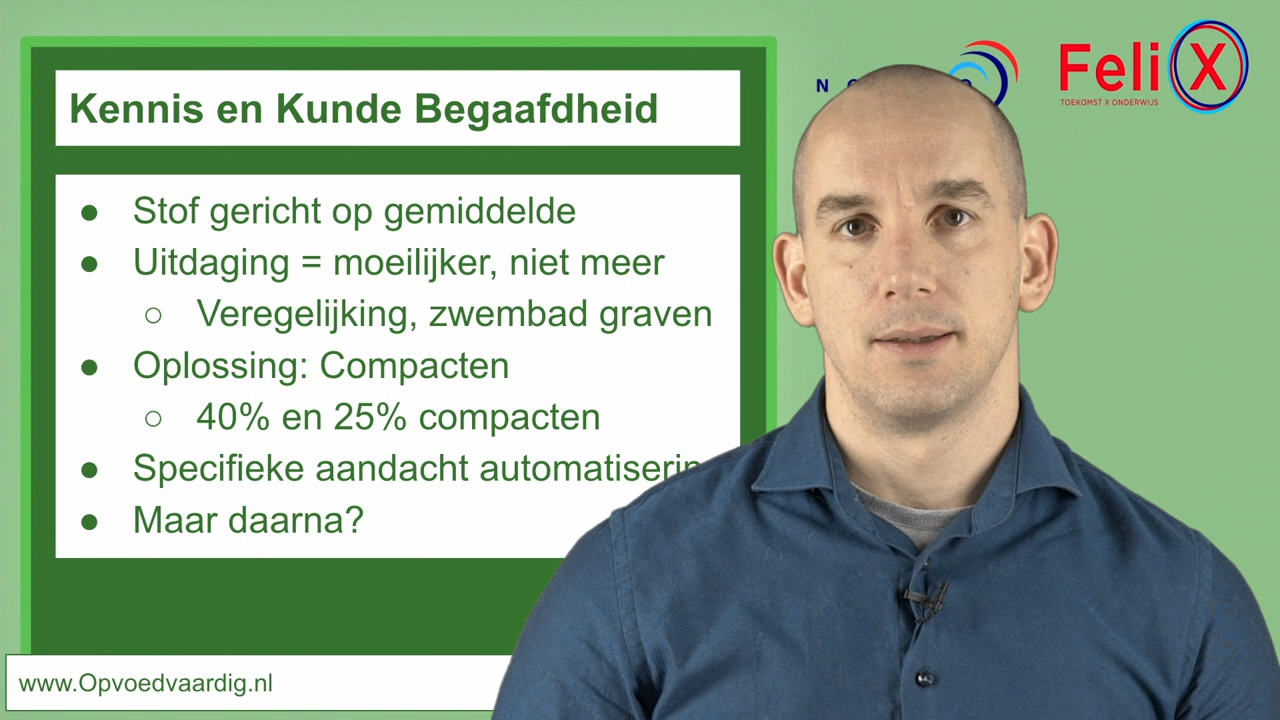 Kennis en Kunde Begaafdheid
● Stof gericht op gemiddelde
● Uitdaging = moeilijker, niet meer
○ Veregelijking, zwembad graven
● Oplossing: Compacten
○ 40% en 25% compacten
● Specifieke aandacht
● Maar daarna?
www.Opvoedvaardig.nl
FeliX
TOEKOMST X ONDERWIJS